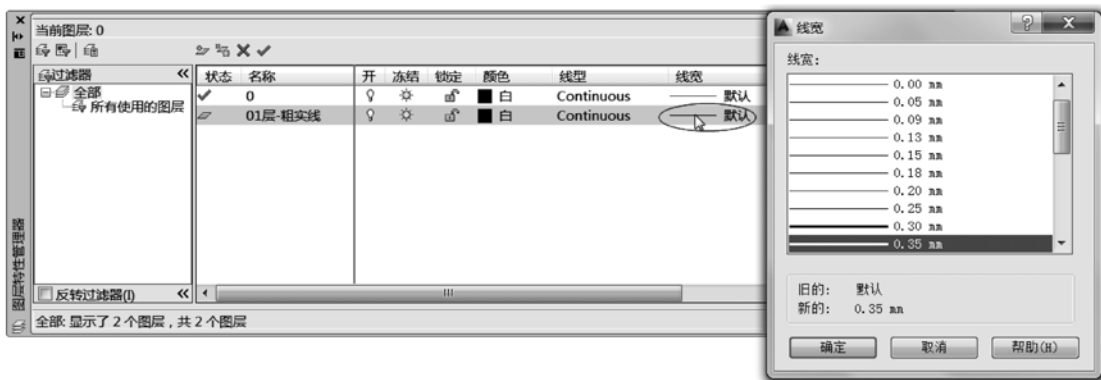 当前图层: 0
过滤器
全部
所有使用的图层
反转过滤器(I)
状态 名称 开 冻结 锁定 颜色 线型 线宽
0 白 Continuous 默认
01层-粗实线 白 Continuous 默认
全部: 显示了 2 个图层 , 共 2 个图层
图层特性管理器
线宽
线宽:
0.00 mm
0.05 mm
0.09 mm
0.13 mm
0.15 mm
0.18 mm
0.20 mm
0.25 mm
0.30 mm
0.35 mm
旧的: 默认
新的: 0.35 mm
确定 取消 帮助(H)